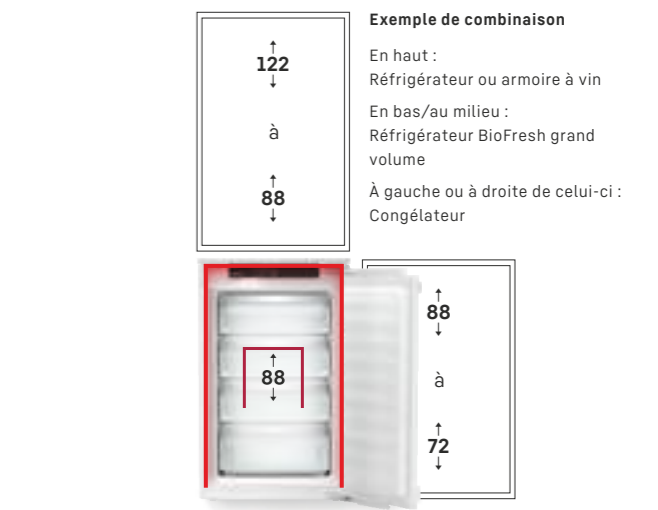 ↑
122
↓
à
↑
88
↓
Exemple de combinaison
En haut :
Réfrigérateur ou armoire à vin
En bas/au milieu :
Réfrigérateur BioFresh grand
volume
À gauche ou à droite de celui-ci :
Congélateur
↑
88
↓
↑
88
↓
à
↑
72
↓